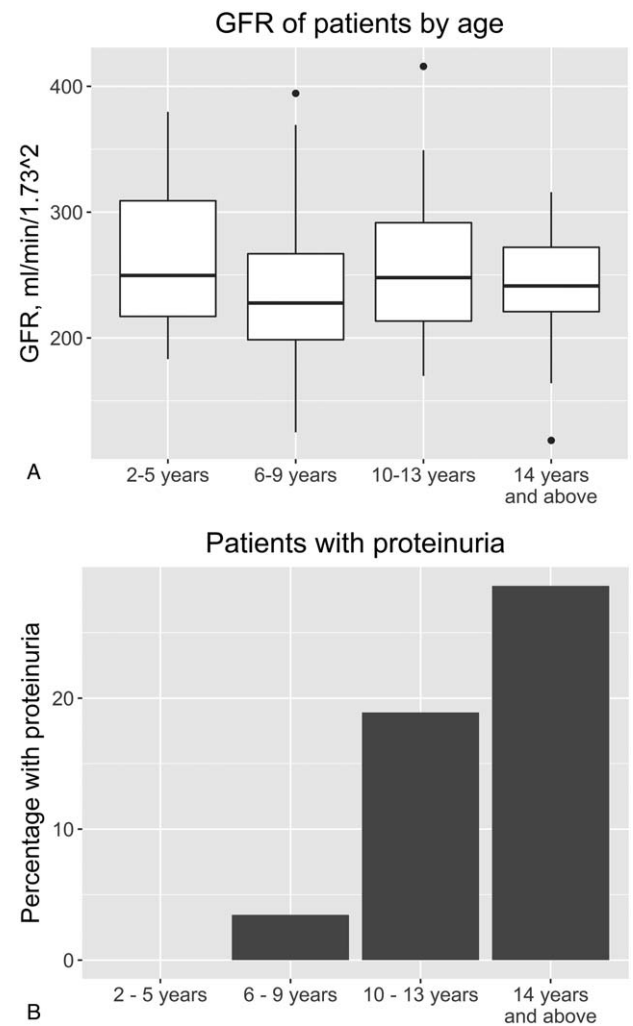 GFR of patients by age
GFR, ml/min/1.73^2
400
300
200
2-5 years
6-9 years
10-13 years
14 years
and above
A
Patients with proteinuria
Percentage with proteinuria
20
10
0
2 - 5 years
6 - 9 years
10 - 13 years
14 years
and above
B